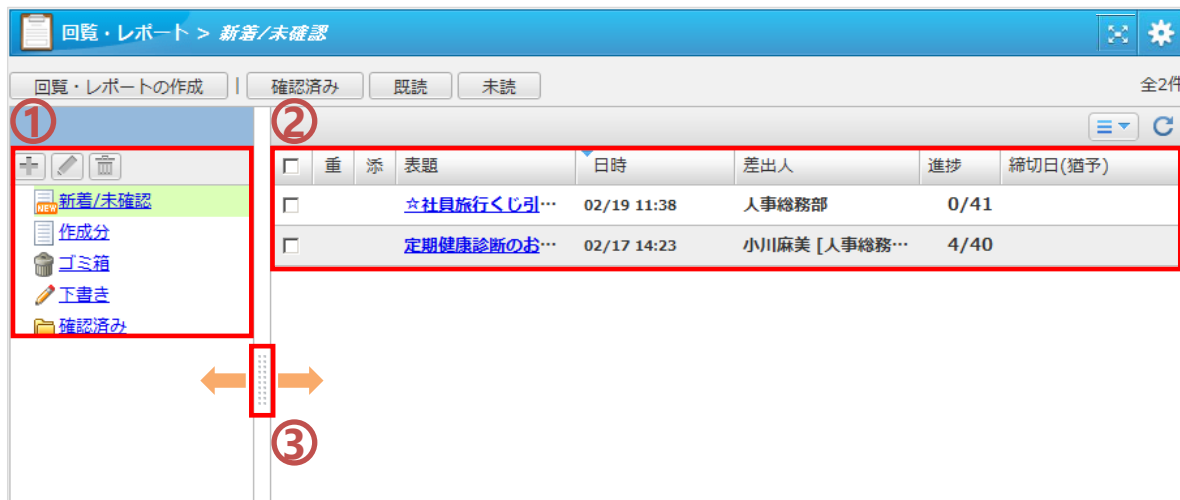 回覧・レポート > 新着/未確認
回覧・レポートの作成 | 確認済み 既読 未読 全2件
① ②
重 添 表題 日時 差出人 進捗 締切日(猶予)
NEW 新着/未確認 ☆社員旅行くじ引… 02/19 11:38 人事総務部 0/41
作成分 定期健康診断のお… 02/17 14:23 小川麻美 [人事総務… 4/40
ゴミ箱
下書き
確認済み
③